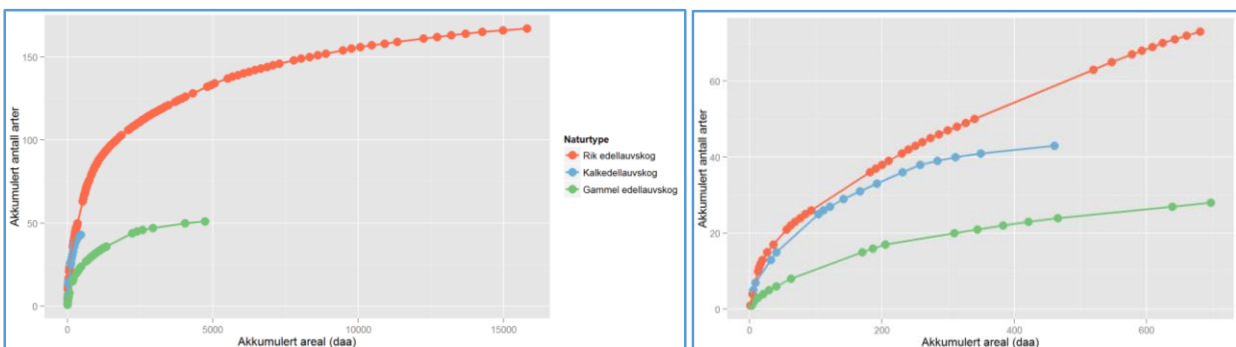 Akkumulert antall arter
150
100
50
0
0
5000
10000
15000
Akkumulert areal (daa)
Naturtype
Rik edellauvskog
Kalkedellauvskog
Gammel edellauvskog
Akkumulert antall arter
60
40
20
0
0
200
400
600
Akkumulert areal (daa)